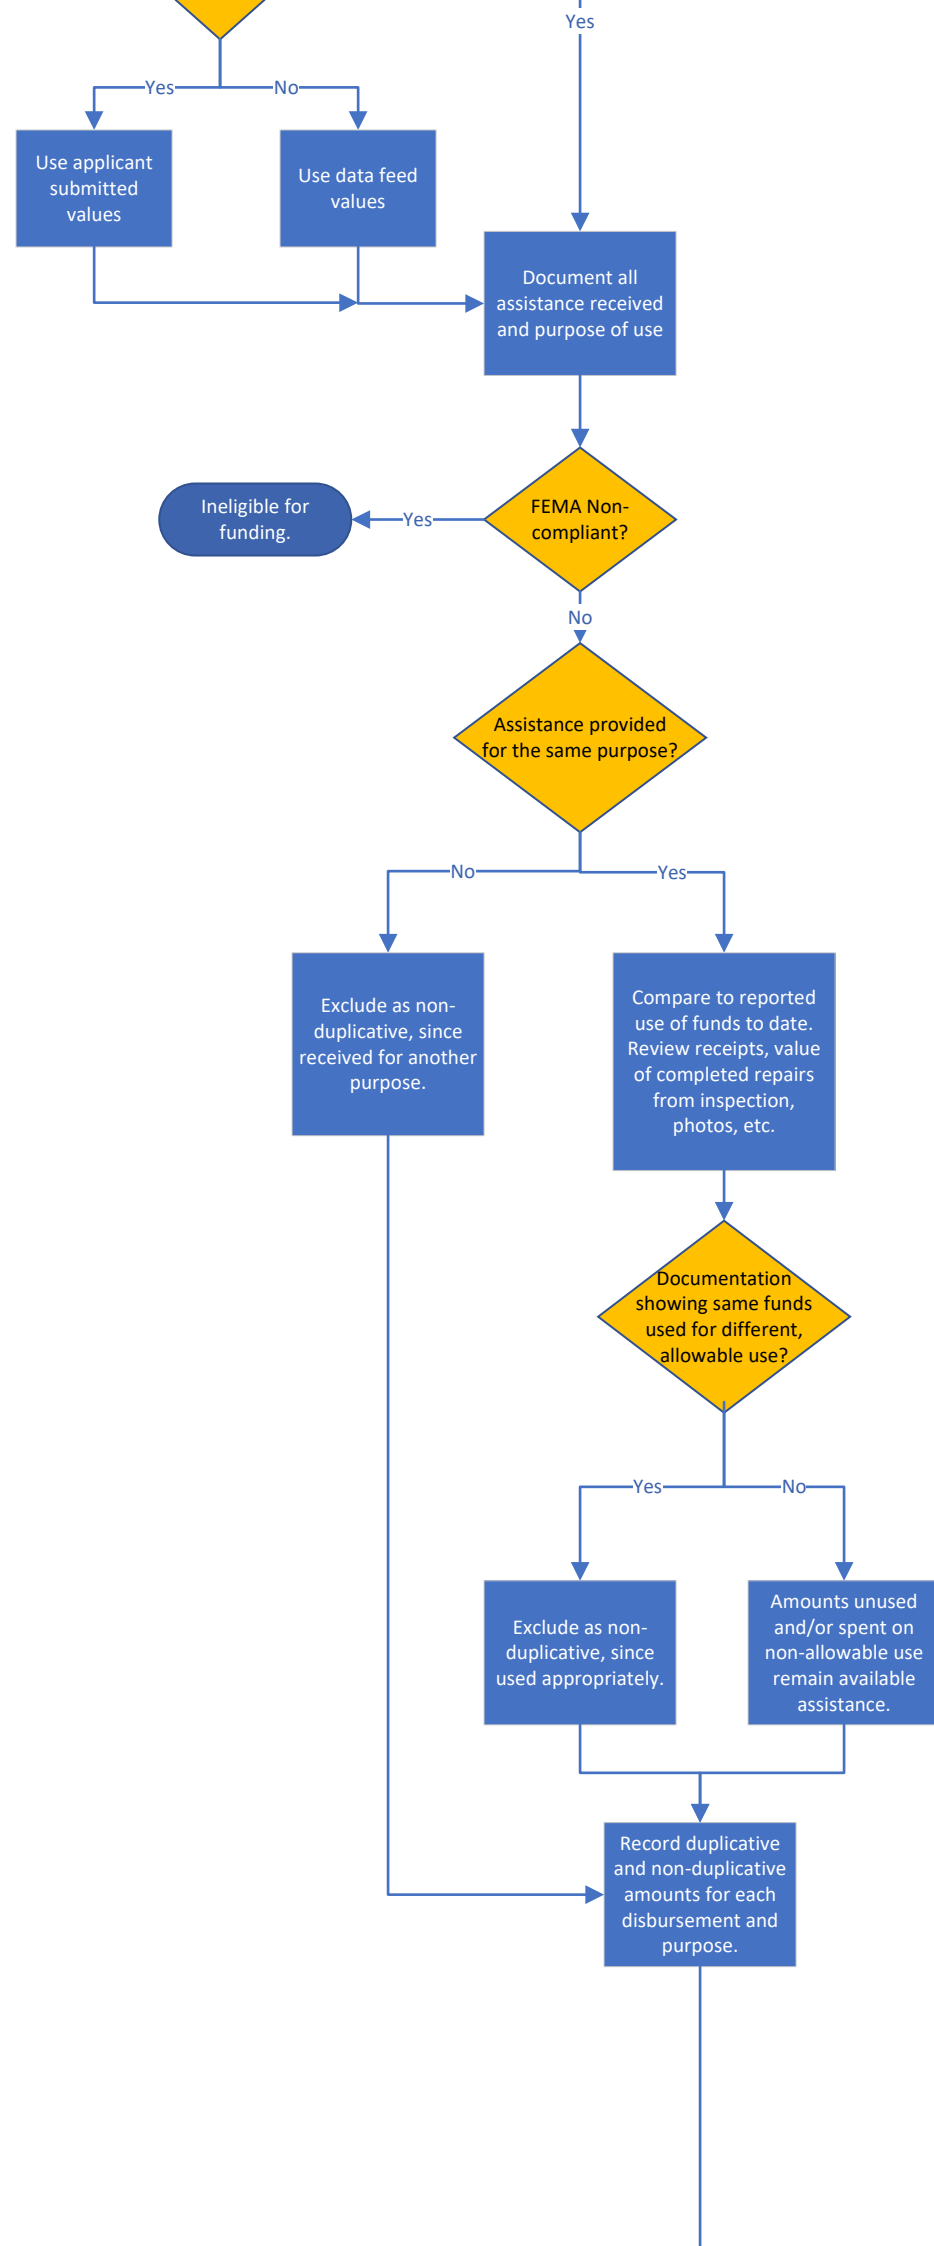 Yes
Yes
No
Use applicant
submitted
values
Use data feed
values
Document all
assistance received
and purpose of use
Ineligible for
funding.
Yes
FEMA Non-
compliant?
No
Assistance provided
for the same purpose?
No
Yes
Exclude as non-
duplicative, since
received for another
purpose.
Compare to reported
use of funds to date.
Review receipts, value
of completed repairs
from inspection,
photos, etc.
Documentation
showing same funds
used for different,
allowable use?
Yes
No
Exclude as non-
duplicative, since
used appropriately.
Amounts unused
and/or spent on
non-allowable use
remain available
assistance.
Record duplicative
and non-duplicative
amounts for each
disbursement and
purpose.